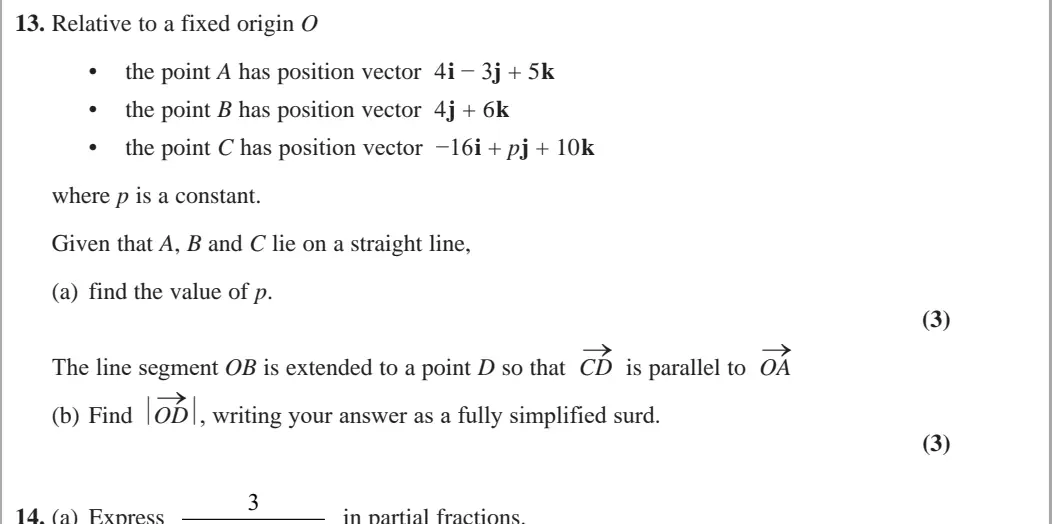 13. Relative to a fixed origin O
• the point A has position vector 4i − 3j + 5k
• the point B has position vector 4j + 6k
• the point C has position vector −16i + pj + 10k
where p is a constant.
Given that A, B and C lie on a straight line,
(a) find the value of p.
(3)
The line segment OB is extended to a point D so that $\overrightarrow{CD}$ is parallel to $\overrightarrow{OA}$
(b) Find $|\overrightarrow{OD}|$, writing your answer as a fully simplified surd.
(3)
3
14. (a) Express in partial fractions.